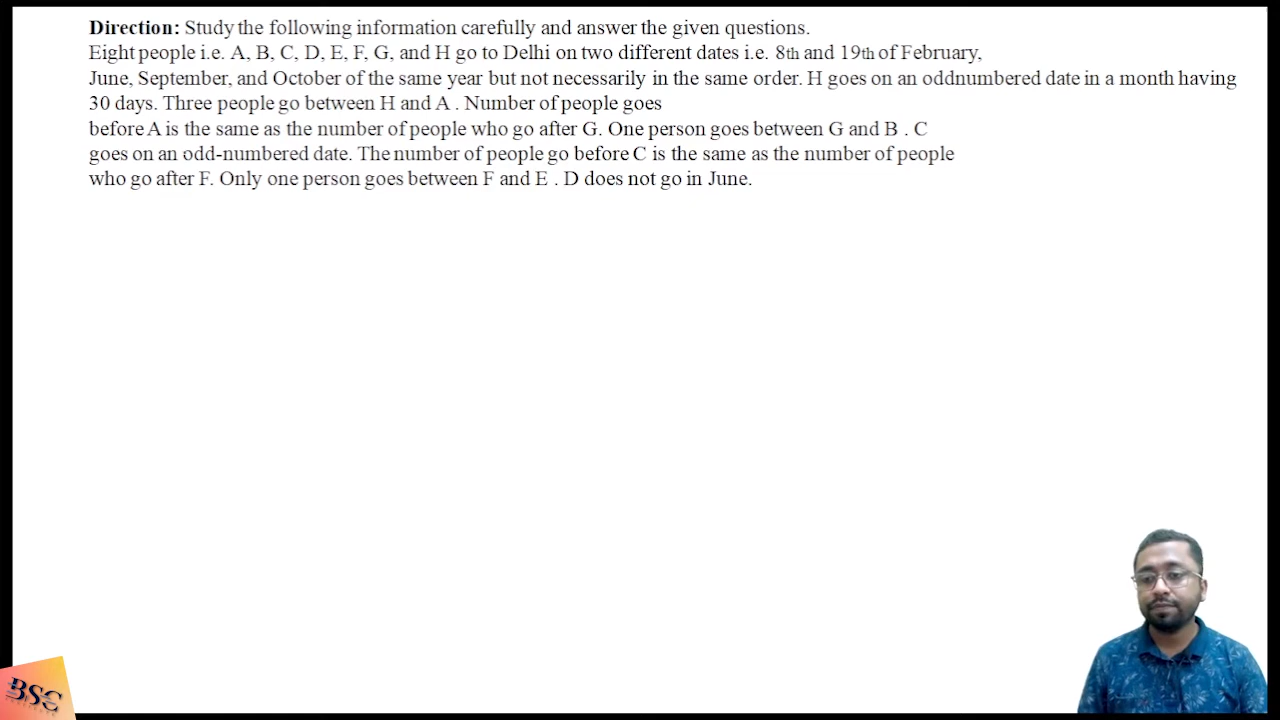 Direction: Study the following information carefully and answer the given questions.
Eight people i.e. A, B, C, D, E, F, G, and H go to Delhi on two different dates i.e. 8th and 19th of February,
June, September, and October of the same year but not necessarily in the same order. H goes on an oddnumbered date in a month having
30 days. Three people go between H and A . Number of people goes
before A is the same as the number of people who go after G. One person goes between G and B . C
goes on an odd-numbered date. The number of people go before C is the same as the number of people
who go after F. Only one person goes between F and E . D does not go in June.
BSC